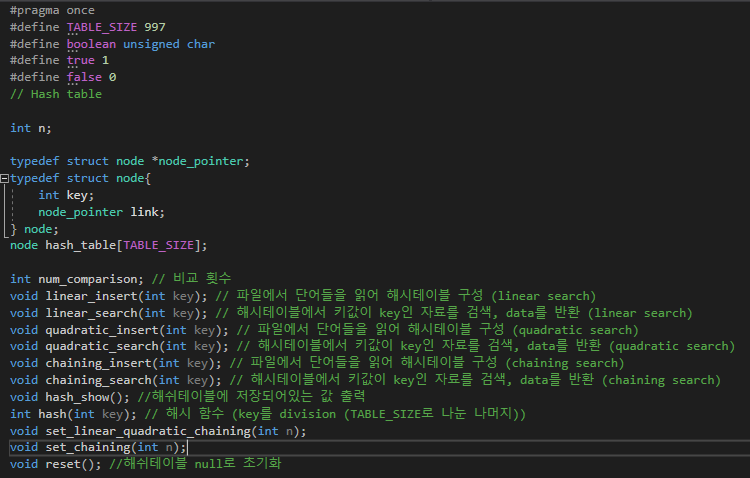 #pragma once
#define TABLE_SIZE 997
#define boolean unsigned char
#define true 1
#define false 0
// Hash table
int n;
typedef struct node *node_pointer;
typedef struct node{
int key;
node_pointer link;
} node;
node hash_table[TABLE_SIZE];
int num_comparison; // 비교 횟수
void linear_insert(int key); // 파일에서 단어들을 읽어 해시테이블 구성 (linear search)
void linear_search(int key); // 해시테이블에서 키값이 key인 자료를 검색, data를 반환 (linear search)
void quadratic_insert(int key); // 파일에서 단어들을 읽어 해시테이블 구성 (quadratic search)
void quadratic_search(int key); // 해시테이블에서 키값이 key인 자료를 검색, data를 반환 (quadratic search)
void chaining_insert(int key); // 파일에서 단어들을 읽어 해시테이블 구성 (chaining search)
void chaining_search(int key); // 해시테이블에서 키값이 key인 자료를 검색, data를 반환 (chaining search)
void hash_show(); //해쉬테이블에 저장되어있는 값 출력
int hash(int key); // 해시 함수 (key를 division (TABLE_SIZE로 나눈 나머지))
void set_linear_quadratic_chaining(int n);
void set_chaining(int n);
void reset(); //해쉬테이블 null로 초기화